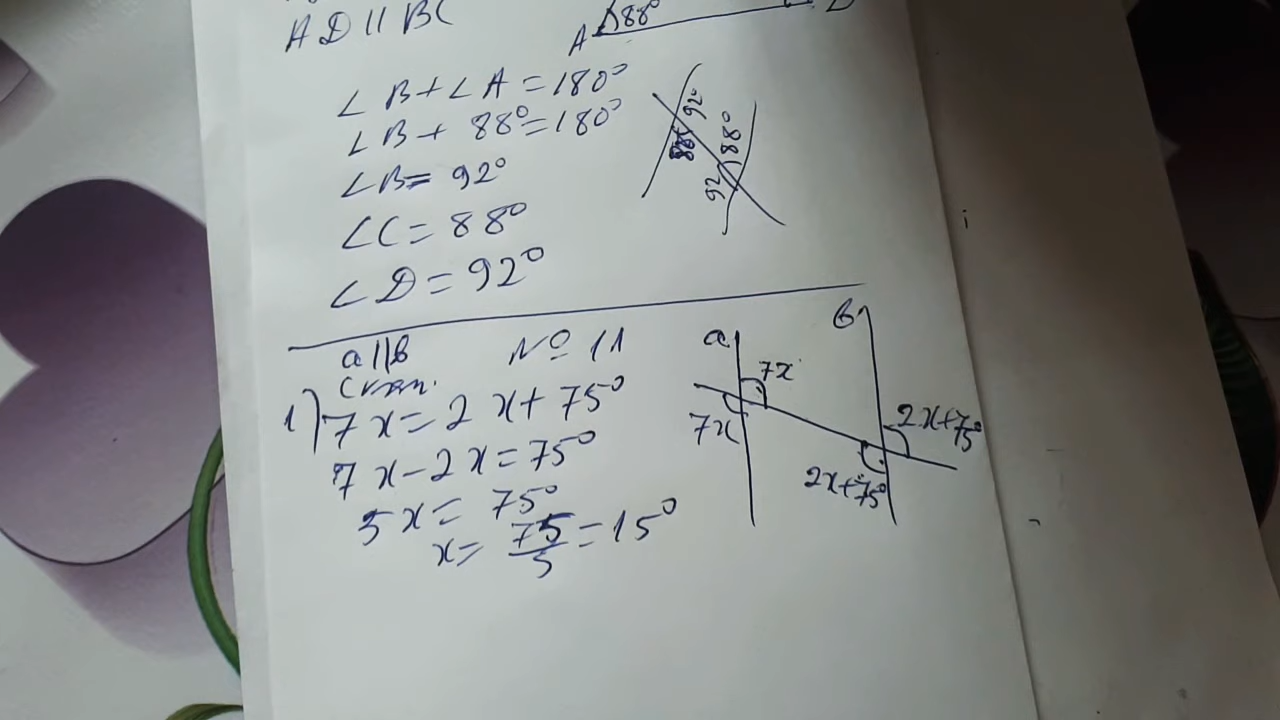 AD || BC
A 88°
∠B+∠A=180°
∠B+ 88°=180°
∠B= 92°
∠C= 88°
∠D= 92°
92°
88°
92
a||b № 11
1) 7x=2x+75°
7x-2x=75°
5x= 75°
x= 75/5 =15°
a
b
7x
7x
2x+75°
2x+75°